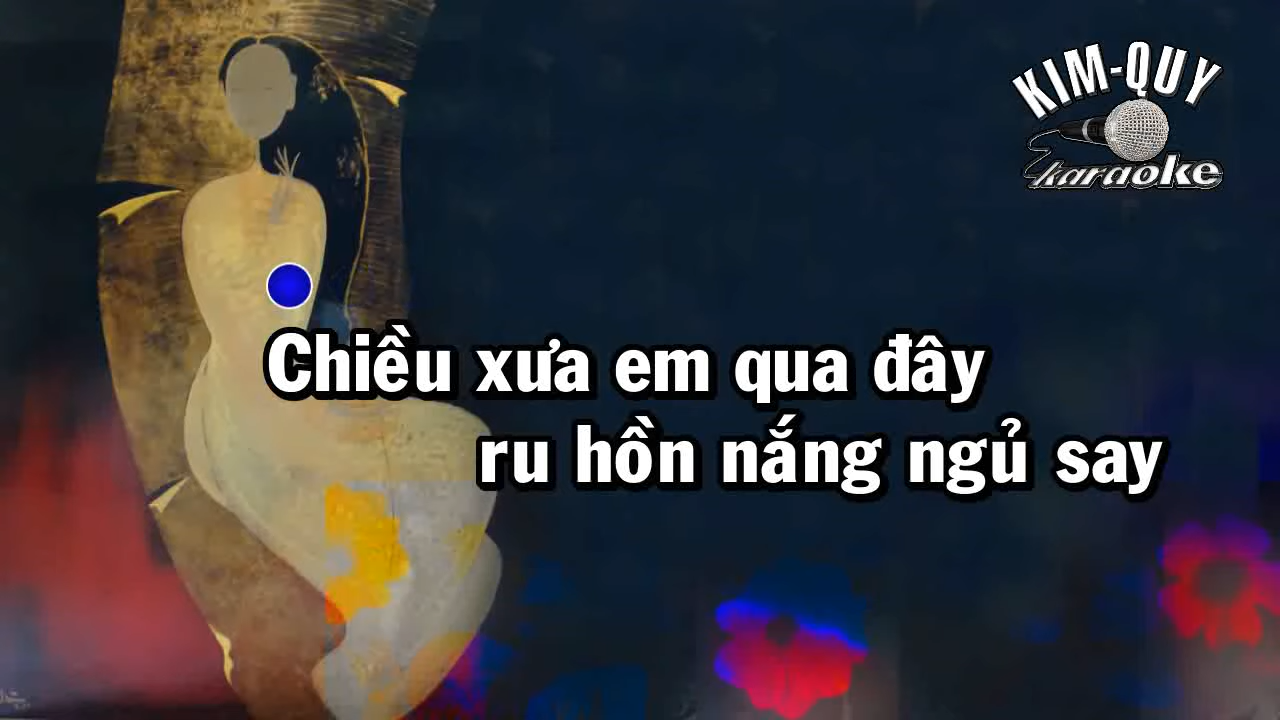 KIM-QUY
karaoke
Chiều xưa em qua đây
ru hồn nắng ngủ say